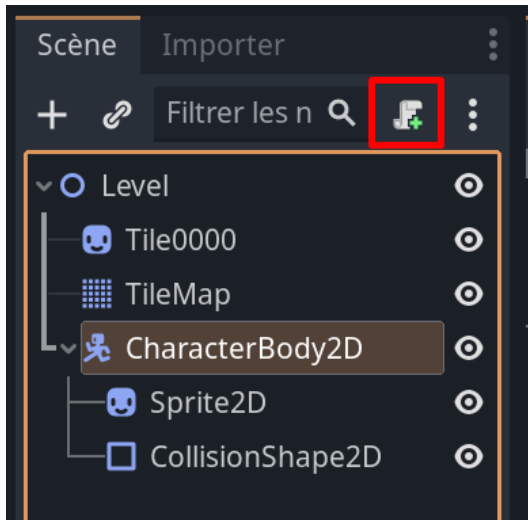 Scène Importer
Filtrer les n
Level
Tile0000
TileMap
CharacterBody2D
Sprite2D
CollisionShape2D